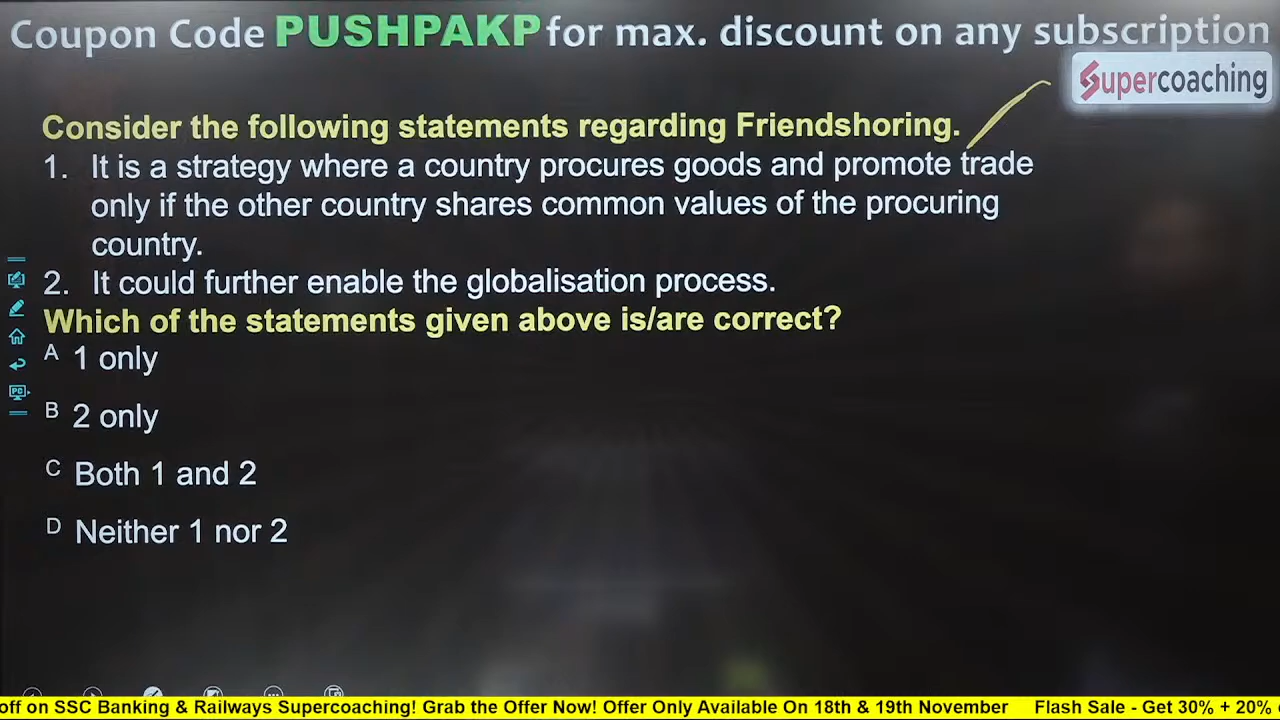 Coupon Code PUSHPAKP for max. discount on any subscription
Supercoaching
Consider the following statements regarding Friendshoring.
1. It is a strategy where a country procures goods and promote trade
only if the other country shares common values of the procuring
country.
2. It could further enable the globalisation process.
Which of the statements given above is/are correct?
A 1 only
B 2 only
PC
C Both 1 and 2
D Neither 1 nor 2
off on SSC Banking & Railways Supercoaching! Grab the Offer Now! Offer Only Available On 18th & 19th November Flash Sale - Get 30% + 20%